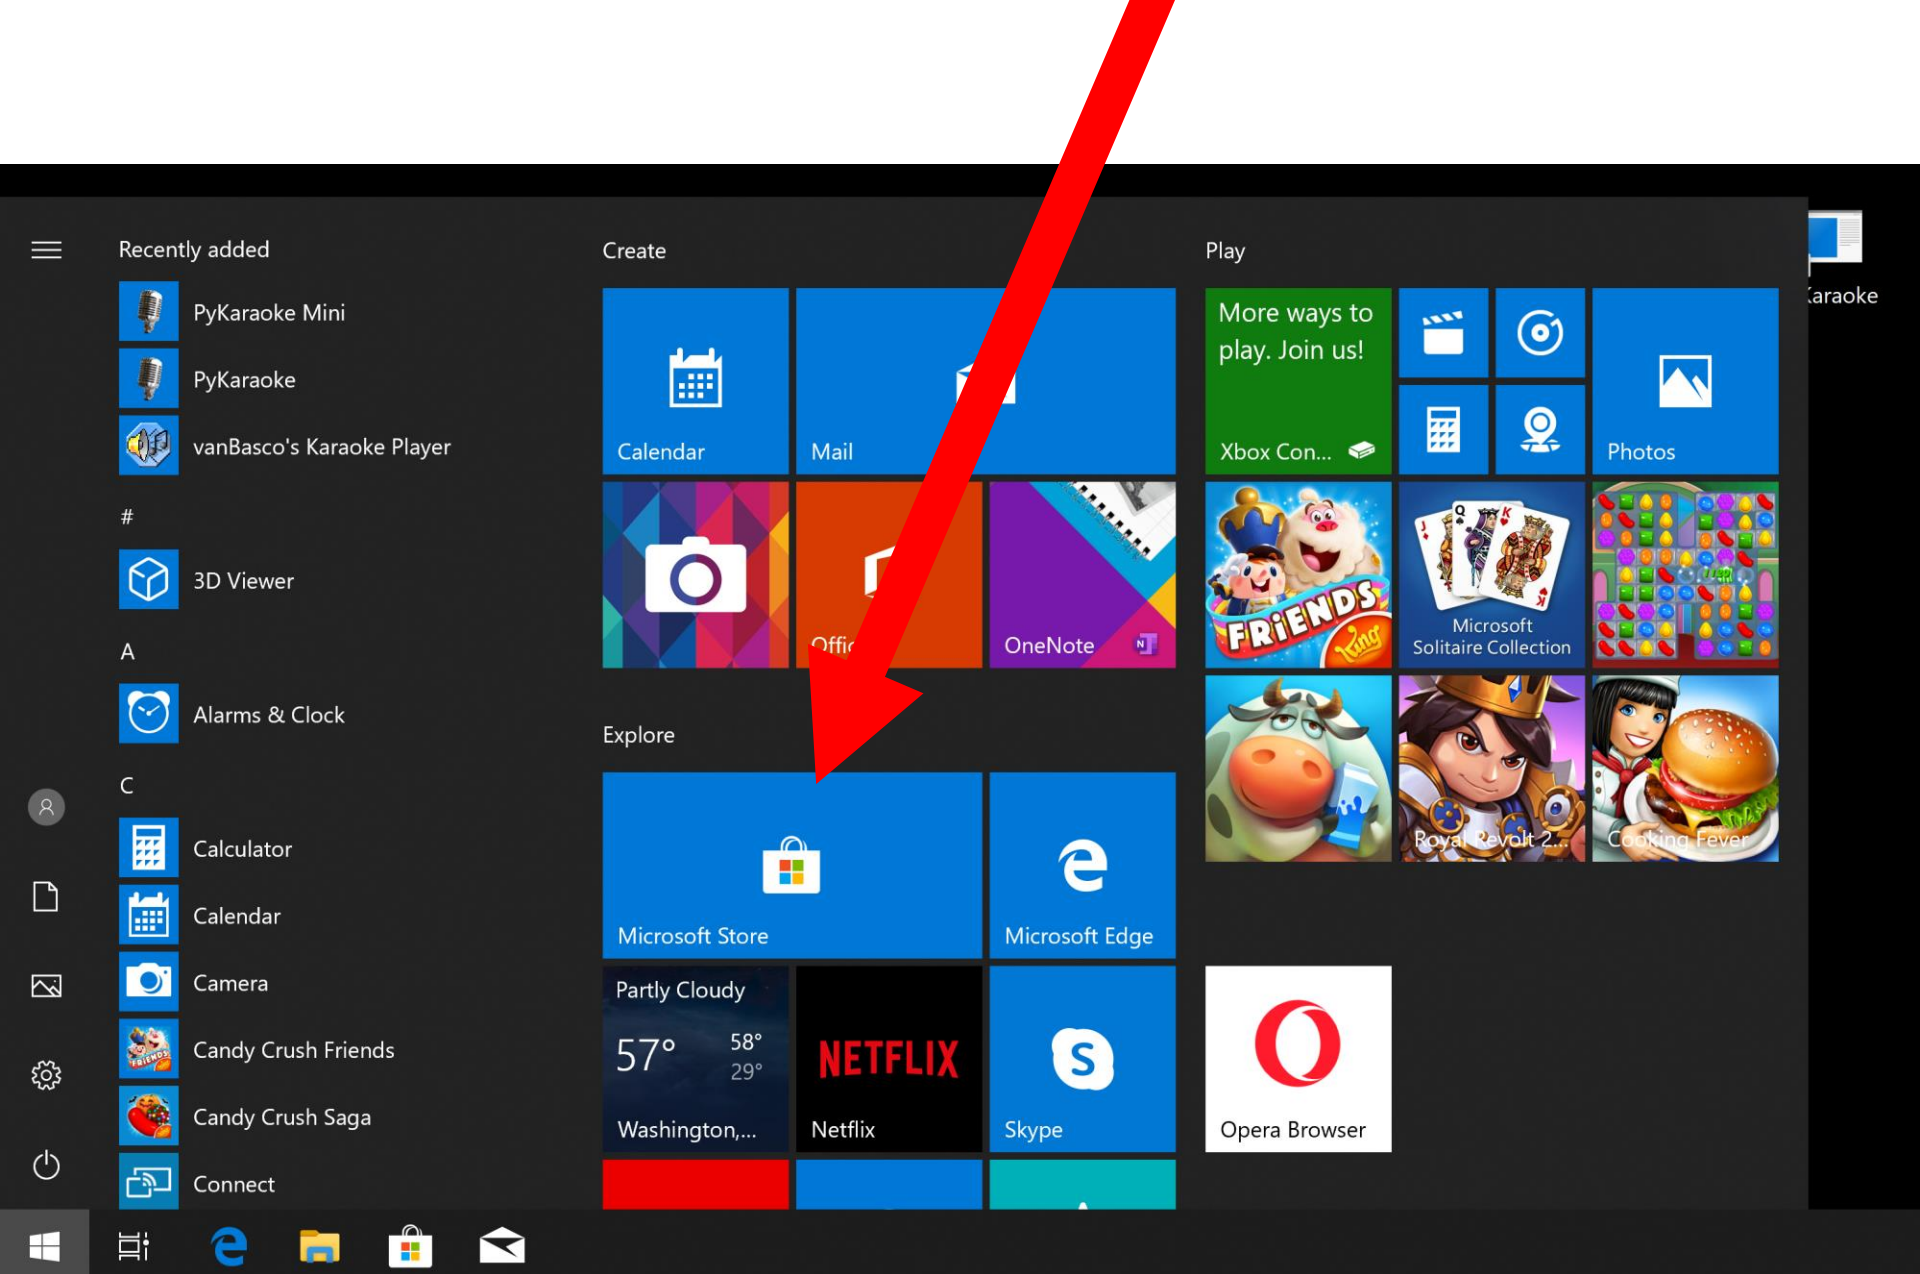 Recently added
PyKaraoke Mini
PyKaraoke
vanBasco's Karaoke Player
#
3D Viewer
A
Alarms & Clock
C
Calculator
Calendar
Camera
Candy Crush Friends
Candy Crush Saga
Connect
Create
Calendar
Mail
OneNote
N
Explore
Microsoft Store
Microsoft Edge
Partly Cloudy
57°
58°
29°
Washington,...
NETFLIX
Netflix
S
Skype
Play
More ways to
play. Join us!
Xbox Con...
Photos
FRiENDS
King
J
Q
K
K
Microsoft
Solitaire Collection
Royal Revolt 2...
Cooking Fever
Opera Browser